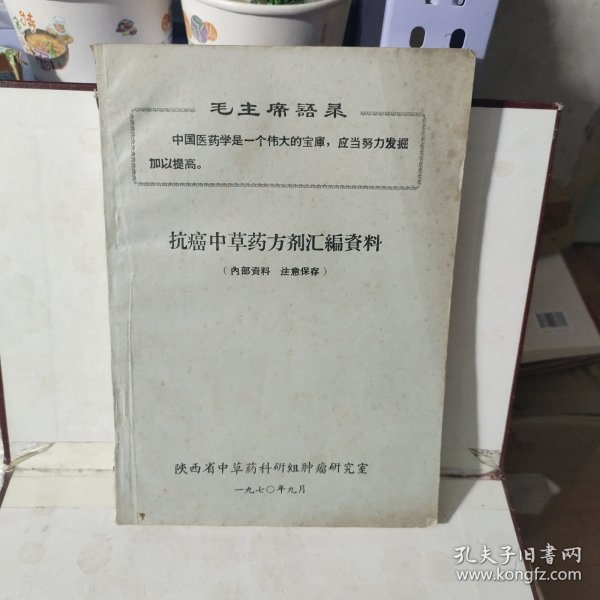 毛主席語录
中国医药学是一个伟大的宝庫，应当努力发掘
加以提高。
抗癌中草药方剂汇編資料
（內部資料　注意保存）
陕西省中草药科研組肿瘤研究室
一九七〇年九月
孔夫子旧书网
www.kongfz.com